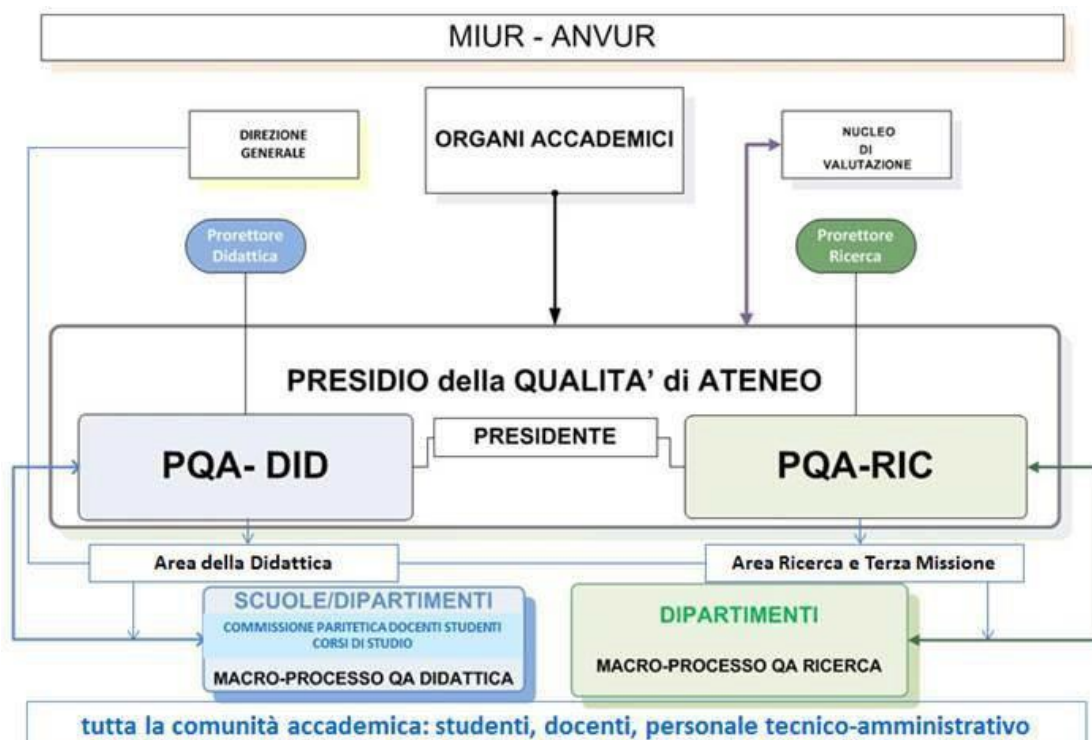 MIUR - ANVUR
DIREZIONE
GENERALE
ORGANI ACCADEMICI
NUCLEO
DI
VALUTAZIONE
Prorettore
Didattica
Prorettore
Ricerca
PRESIDIO della QUALITA' di ATENEO
PRESIDENTE
PQA- DID
PQA-RIC
Area della Didattica
Area Ricerca e Terza Missione
SCUOLE/DIPARTIMENTI
COMMISSIONE PARITETICA DOCENTI STUDENTI
CORSI DI STUDIO
MACRO-PROCESSO QA DIDATTICA
DIPARTIMENTI
MACRO-PROCESSO QA RICERCA
tutta la comunità accademica: studenti, docenti, personale tecnico-amministrativo